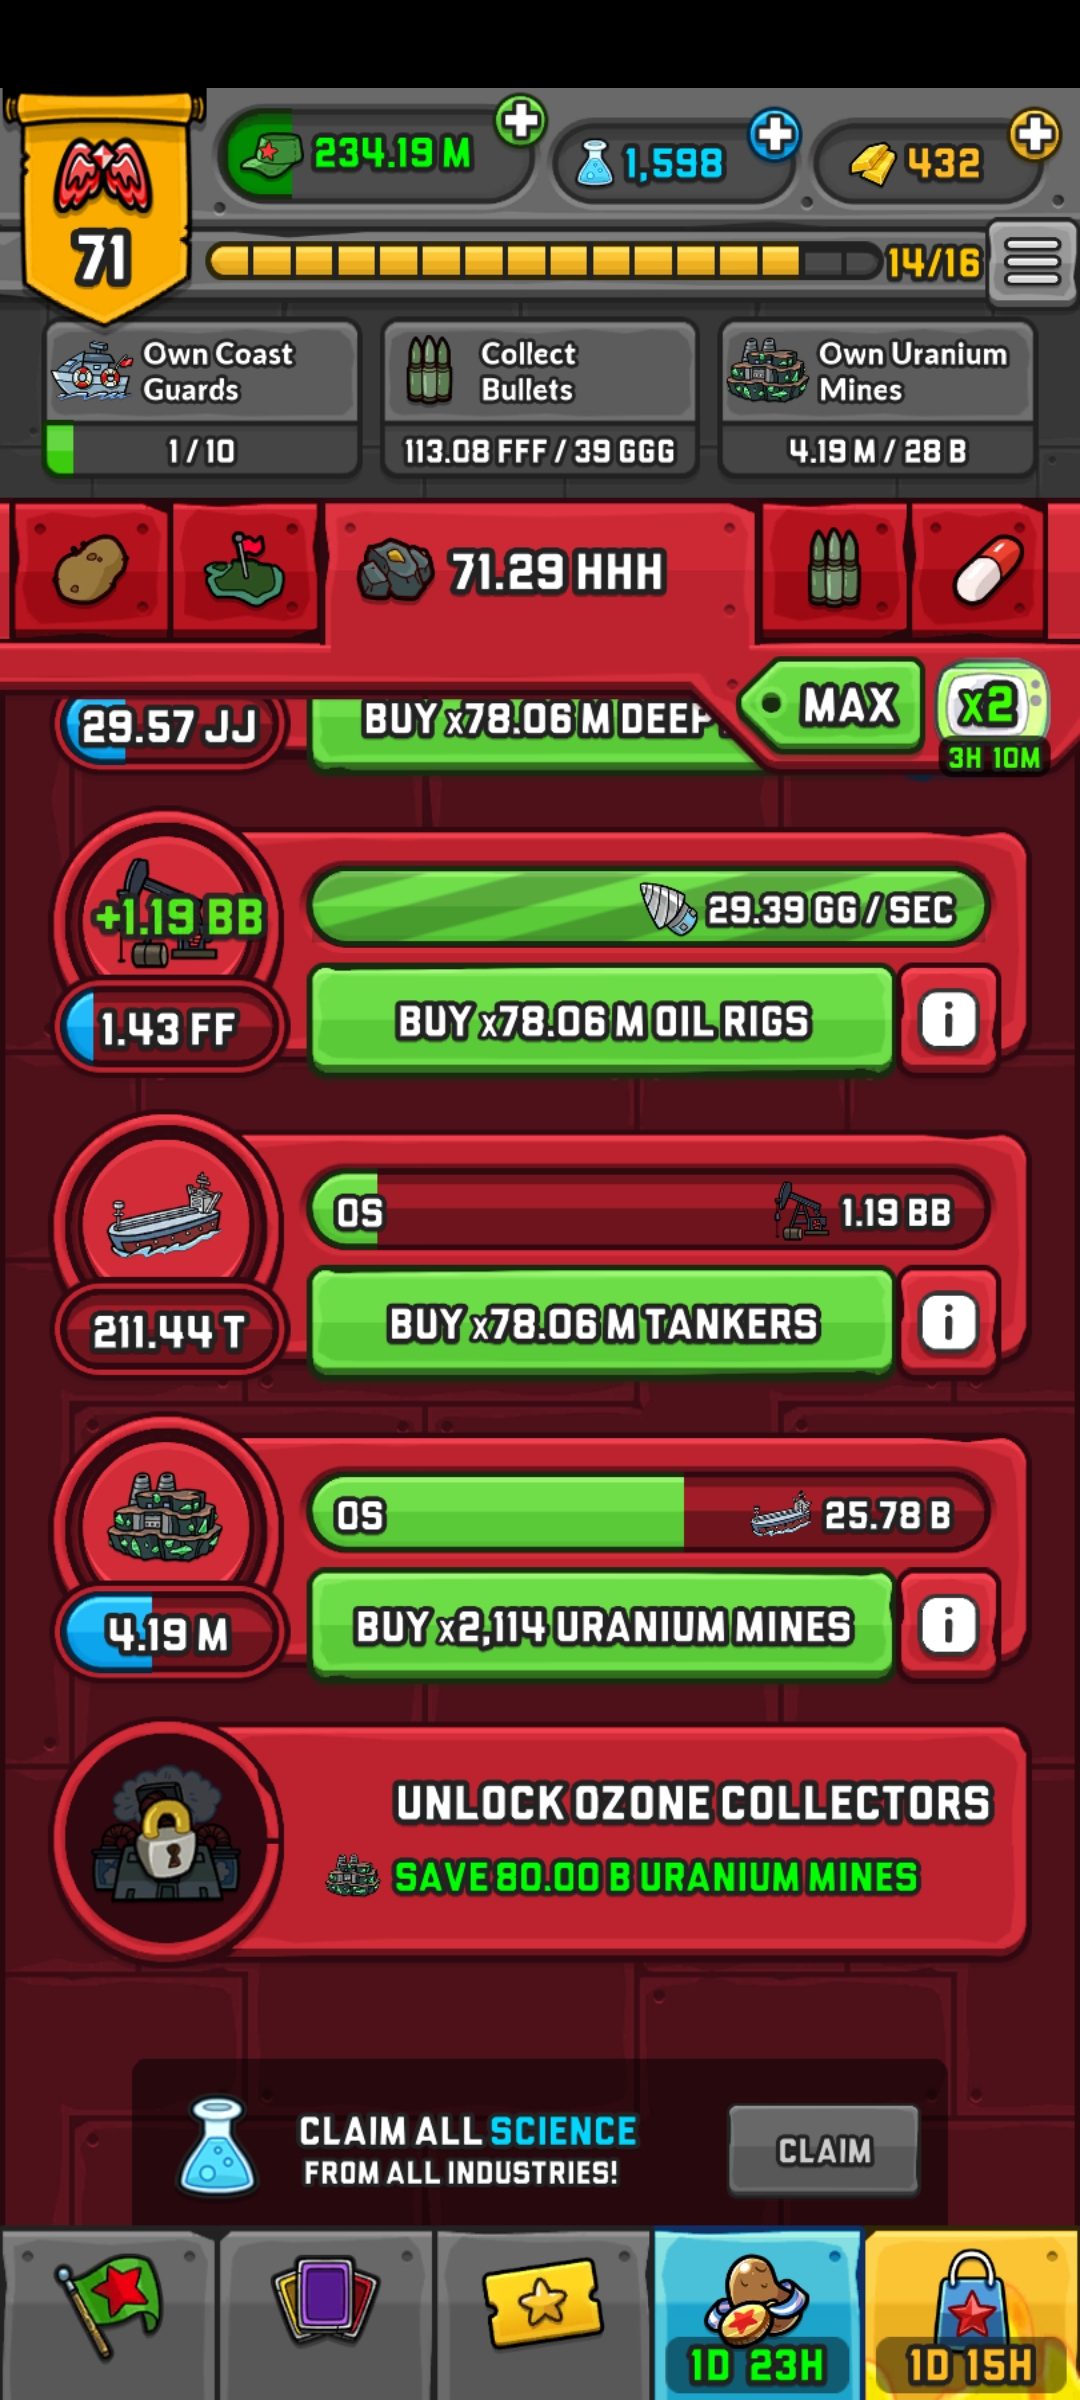 234.19 M
1,598
432
71
14/16
Own Coast
Guards
1 / 10
Collect
Bullets
113.08 FFF / 39 GGG
Own Uranium
Mines
4.19 M / 28 B
71.29 HHH
MAX
x2
3H 10M
29.57 JJ
BUY x78.06 M DEEP
+1.19 BB
29.39 GG / SEC
1.43 FF
BUY x78.06 M OIL RIGS
i
0S
1.19 BB
211.44 T
BUY x78.06 M TANKERS
i
0S
25.78 B
4.19 M
BUY x2,114 URANIUM MINES
i
UNLOCK OZONE COLLECTORS
SAVE 80.00 B URANIUM MINES
CLAIM ALL SCIENCE
FROM ALL INDUSTRIES!
CLAIM
1D 23H
1D 15H